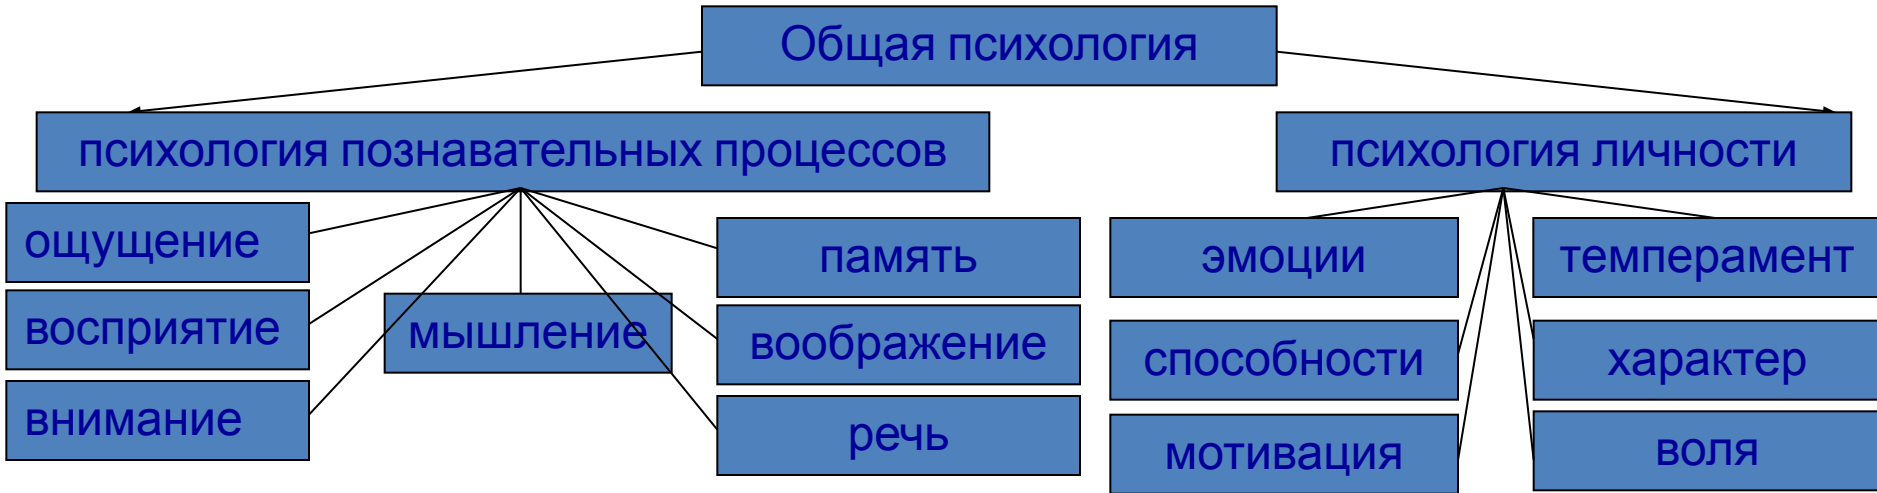 Общая психология
психология познавательных процессов
психология личности
ощущение
восприятие
внимание
мышление
память
воображение
речь
эмоции
способности
мотивация
темперамент
характер
воля